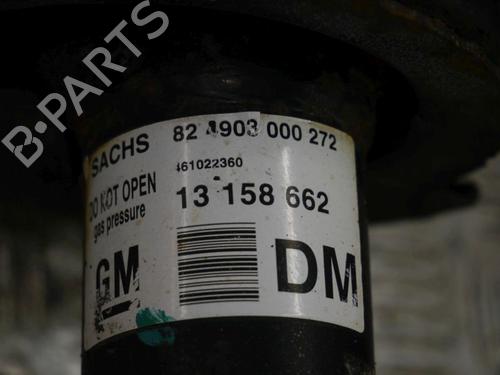 B-PARTS
SACHS 82 4903 000 272
461022360
DO NOT OPEN 13 158 662
gas pressure
GM DM